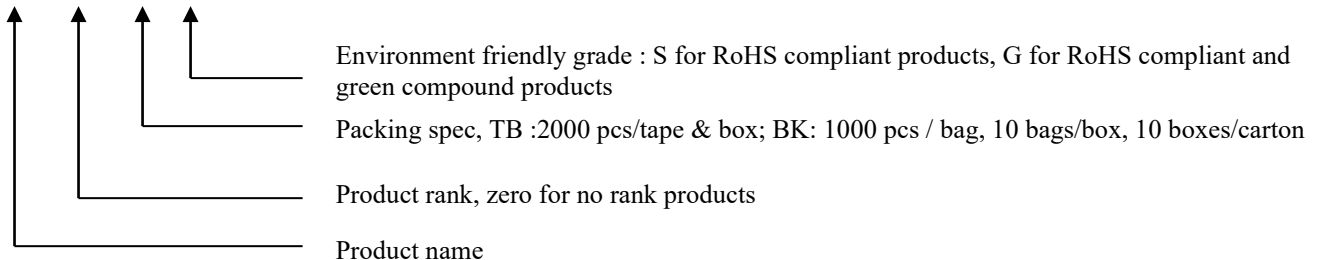 Environment friendly grade : S for RoHS compliant products, G for RoHS compliant and
green compound products
Packing spec, TB :2000 pcs/tape & box; BK: 1000 pcs / bag, 10 bags/box, 10 boxes/carton
Product rank, zero for no rank products
Product name